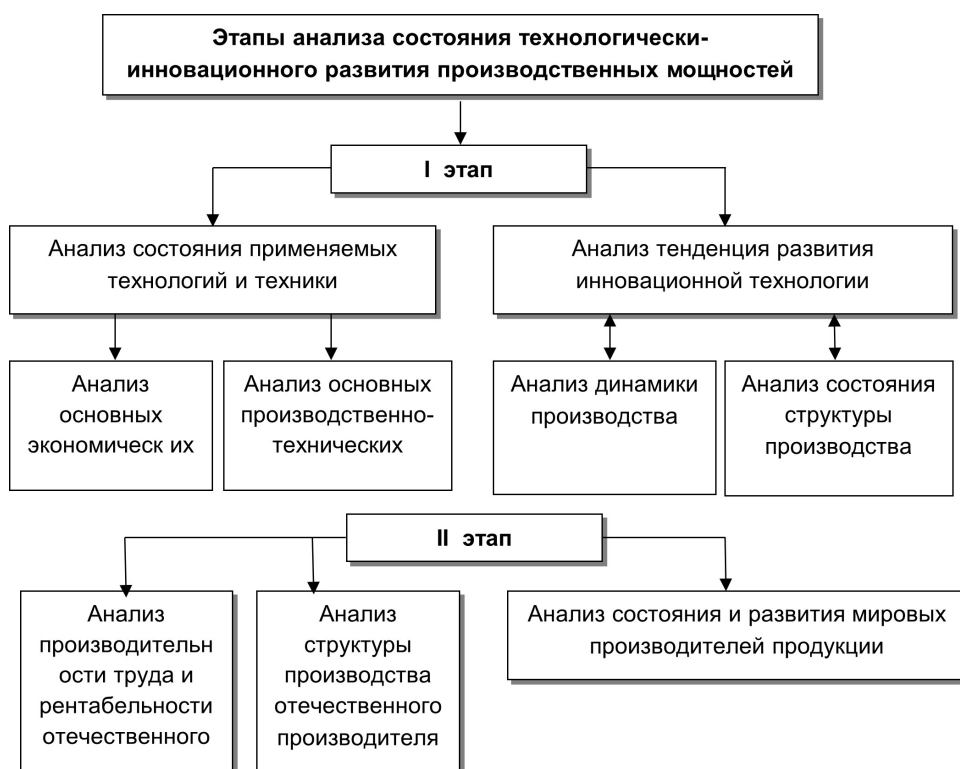 Этапы анализа состояния технологически-
инновационного развития производственных мощностей
I этап
Анализ состояния применяемых
технологий и техники
Анализ тенденция развития
инновационной технологии
Анализ
основных
экономическ их
Анализ основных
производственно-
технических
Анализ динамики
производства
Анализ состояния
структуры
производства
II этап
Анализ
производительн
ости труда и
рентабельности
отечественного
Анализ
структуры
производства
отечественного
производителя
Анализ состояния и развития мировых
производителей продукции